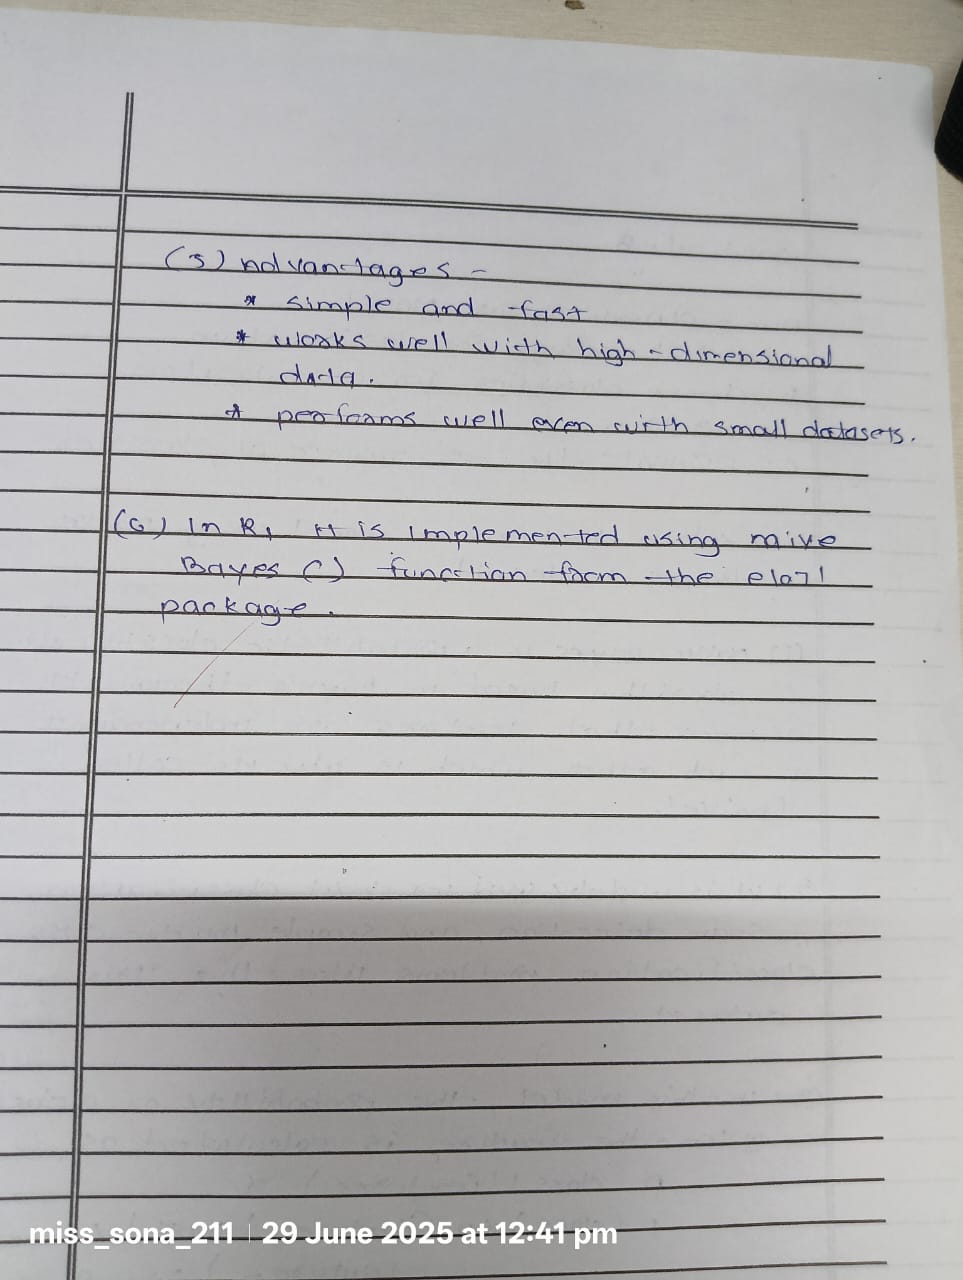 (5) Advantages -
* simple and fast
* works well with high-dimensional
data.
* performs well even with small datasets.
(6) In R, it is implemented using naive
Bayes () function from the e1071
package.
miss_sona_211 | 29 June 2025 at 12:41 pm